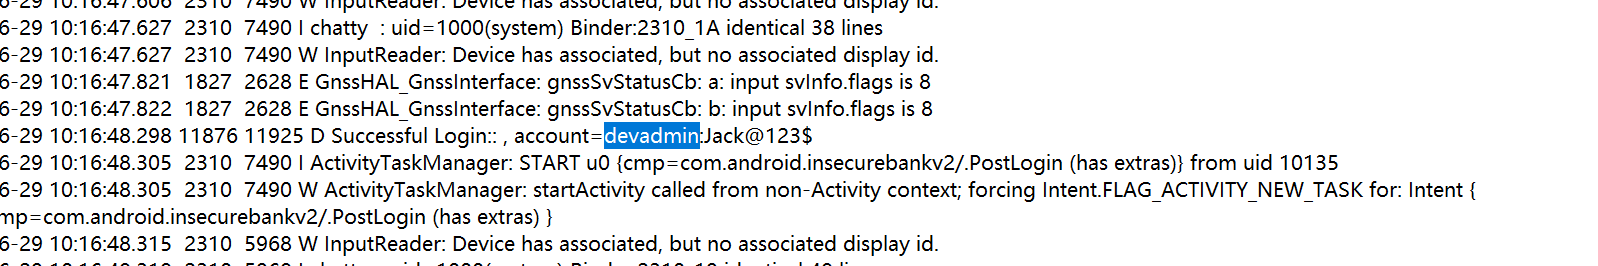 6-29 10:16:47.606  2310  7490 W InputReader: Device has associated, but no associated display id.
6-29 10:16:47.627  2310  7490 I chatty  : uid=1000(system) Binder:2310_1A identical 38 lines
6-29 10:16:47.627  2310  7490 W InputReader: Device has associated, but no associated display id.
6-29 10:16:47.821  1827  2628 E GnssHAL_GnssInterface: gnssSvStatusCb: a: input svInfo.flags is 8
6-29 10:16:47.822  1827  2628 E GnssHAL_GnssInterface: gnssSvStatusCb: b: input svInfo.flags is 8
6-29 10:16:48.298 11876 11925 D Successful Login:: , account=devadmin:Jack@123$
6-29 10:16:48.305  2310  7490 I ActivityTaskManager: START u0 {cmp=com.android.insecurebankv2/.PostLogin (has extras)} from uid 10135
6-29 10:16:48.305  2310  7490 W ActivityTaskManager: startActivity called from non-Activity context; forcing Intent.FLAG_ACTIVITY_NEW_TASK for: Intent {
mp=com.android.insecurebankv2/.PostLogin (has extras) }
6-29 10:16:48.315  2310  5968 W InputReader: Device has associated, but no associated display id.